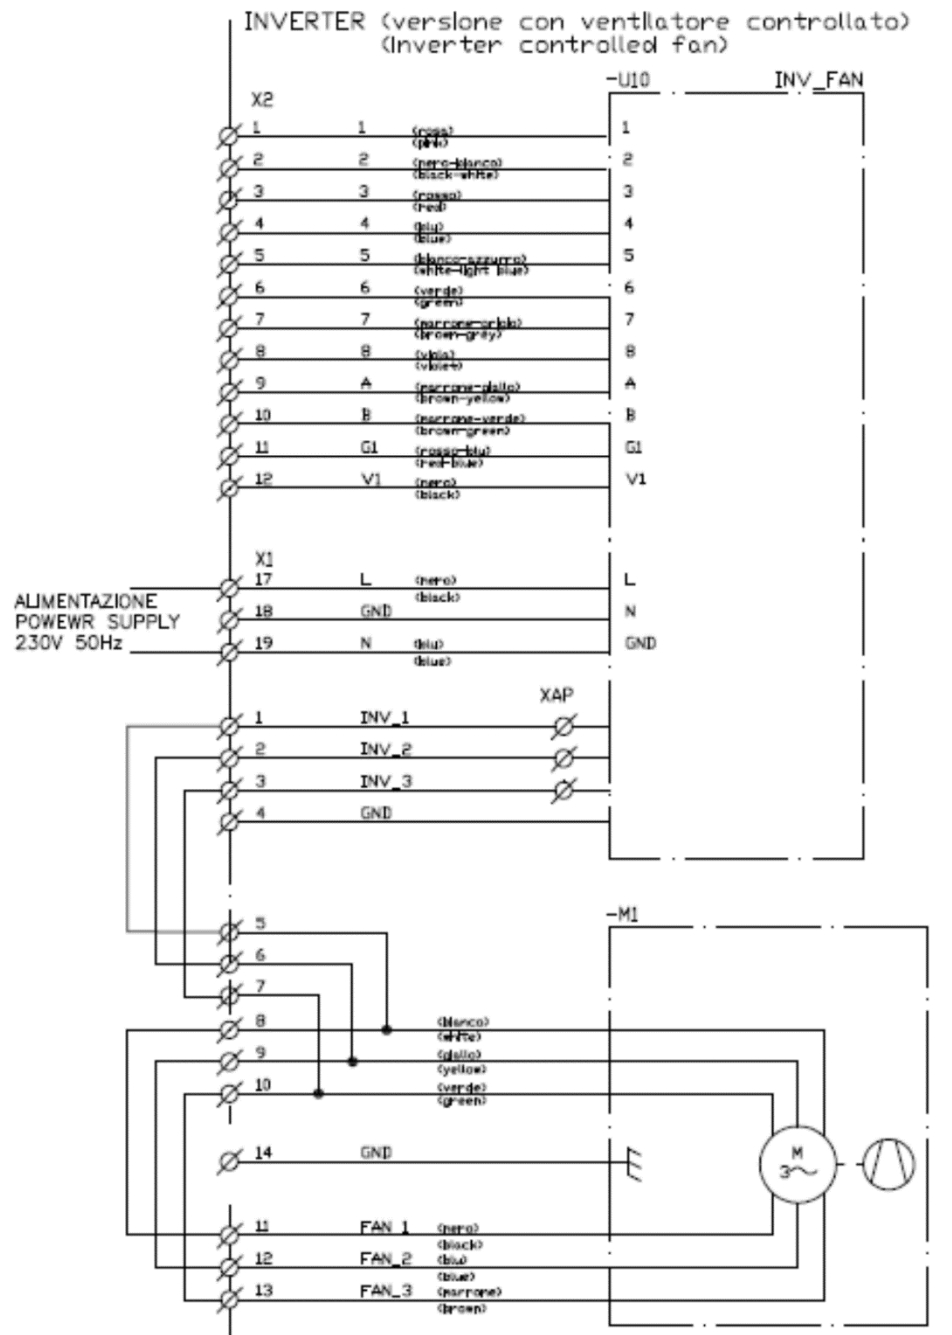 INVERTER (versione con ventilatore controllato)
(Inverter controlled fan)
-U10 INV_FAN
X2
1 1 (rosa) 1
(pink)
2 2 (nero-bianco) 2
(black-white)
3 3 (rosso) 3
(red)
4 4 (blu) 4
(blue)
5 5 (bianco-azzurro) 5
(white-light blue)
6 6 (verde) 6
(green)
7 7 (marrone-grigio) 7
(brown-grey)
8 8 (viola) 8
(violet)
9 A (marrone-giallo) A
(brown-yellow)
10 B (marrone-verde) B
(brown-green)
11 G1 (rosso-blu) G1
(red-blue)
12 V1 (nero) V1
(black)
X1
17 L (nero) L
(black)
ALIMENTAZIONE
POWEWR SUPPLY
230V 50Hz
18 GND N
19 N (blu) GND
(blue)
XAP
1 INV_1
2 INV_2
3 INV_3
4 GND
-M1
5
6
7
8 (bianco)
(white)
9 (giallo)
(yellow)
10 (verde)
(green)
14 GND
M
3~
11 FAN_1 (nero)
(black)
12 FAN_2 (blu)
(blue)
13 FAN_3 (marrone)
(brown)